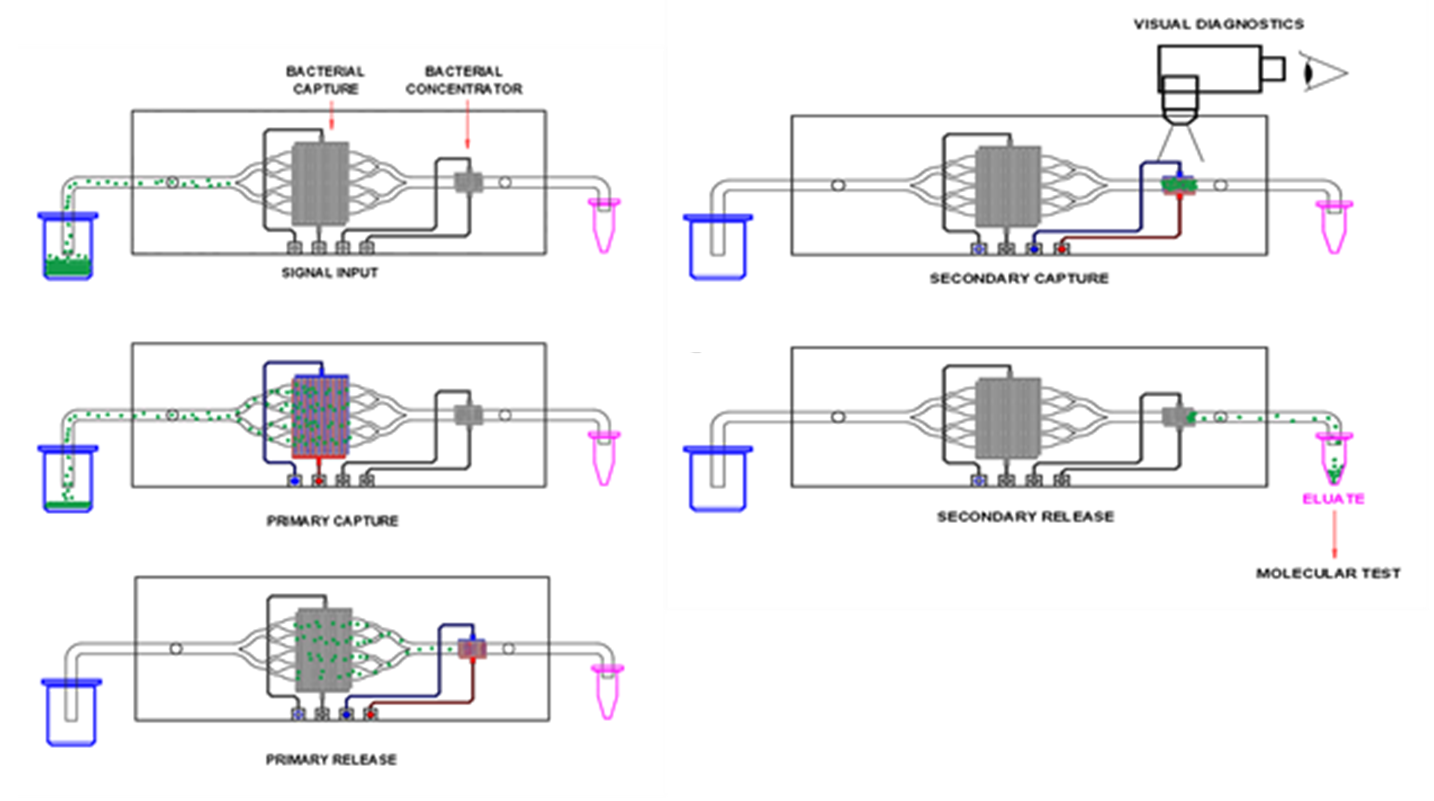 BACTERIAL
CAPTURE
BACTERIAL
CONCENTRATOR
SIGNAL INPUT
PRIMARY CAPTURE
PRIMARY RELEASE
VISUAL DIAGNOSTICS
SECONDARY CAPTURE
SECONDARY RELEASE
ELUATE
MOLECULAR TEST